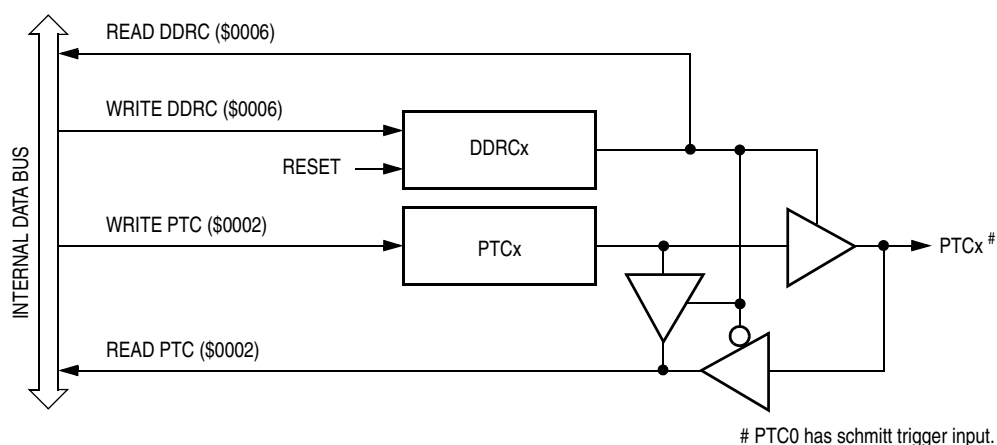 READ DDRC ($0006)
WRITE DDRC ($0006)
DDRCx
RESET
INTERNAL DATA BUS
WRITE PTC ($0002)
PTCx
PTCx #
READ PTC ($0002)
# PTC0 has schmitt trigger input.